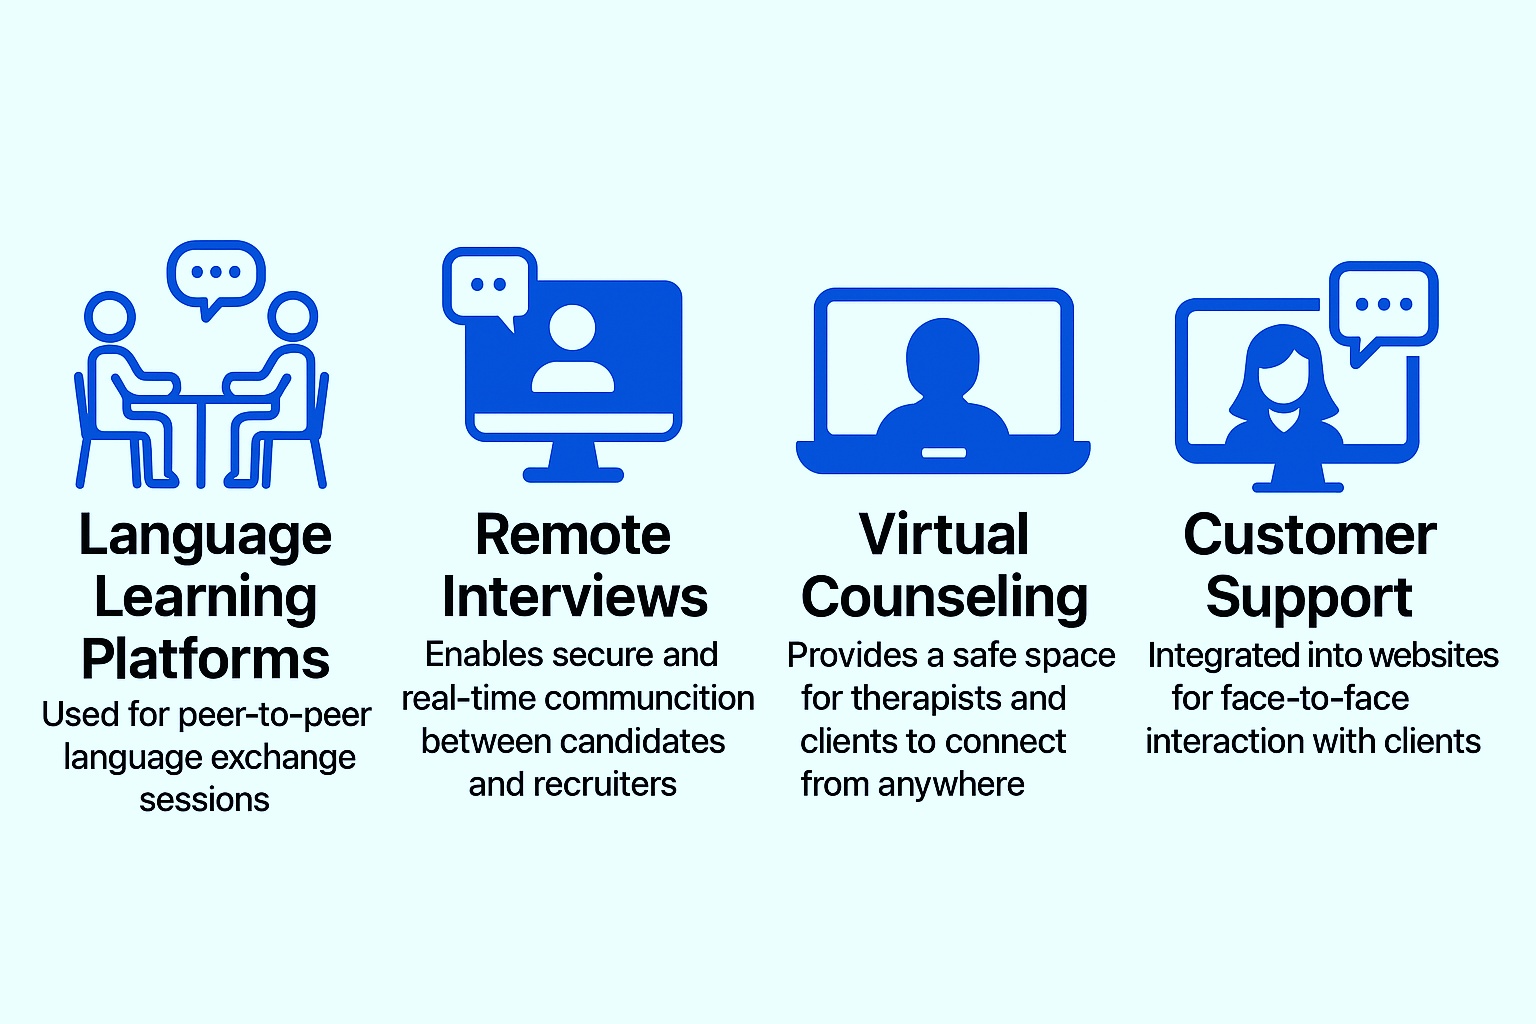 Language
Learning
Platforms
Used for peer-to-peer
language exchange
sessions
Remote
Interviews
Enables secure and
real-time communcition
between candidates
and recruiters
Virtual
Counseling
Provides a safe space
for therapists and
clients to connect
from anywhere
Customer
Support
Integrated into websites
for face-to-face
interaction with clients